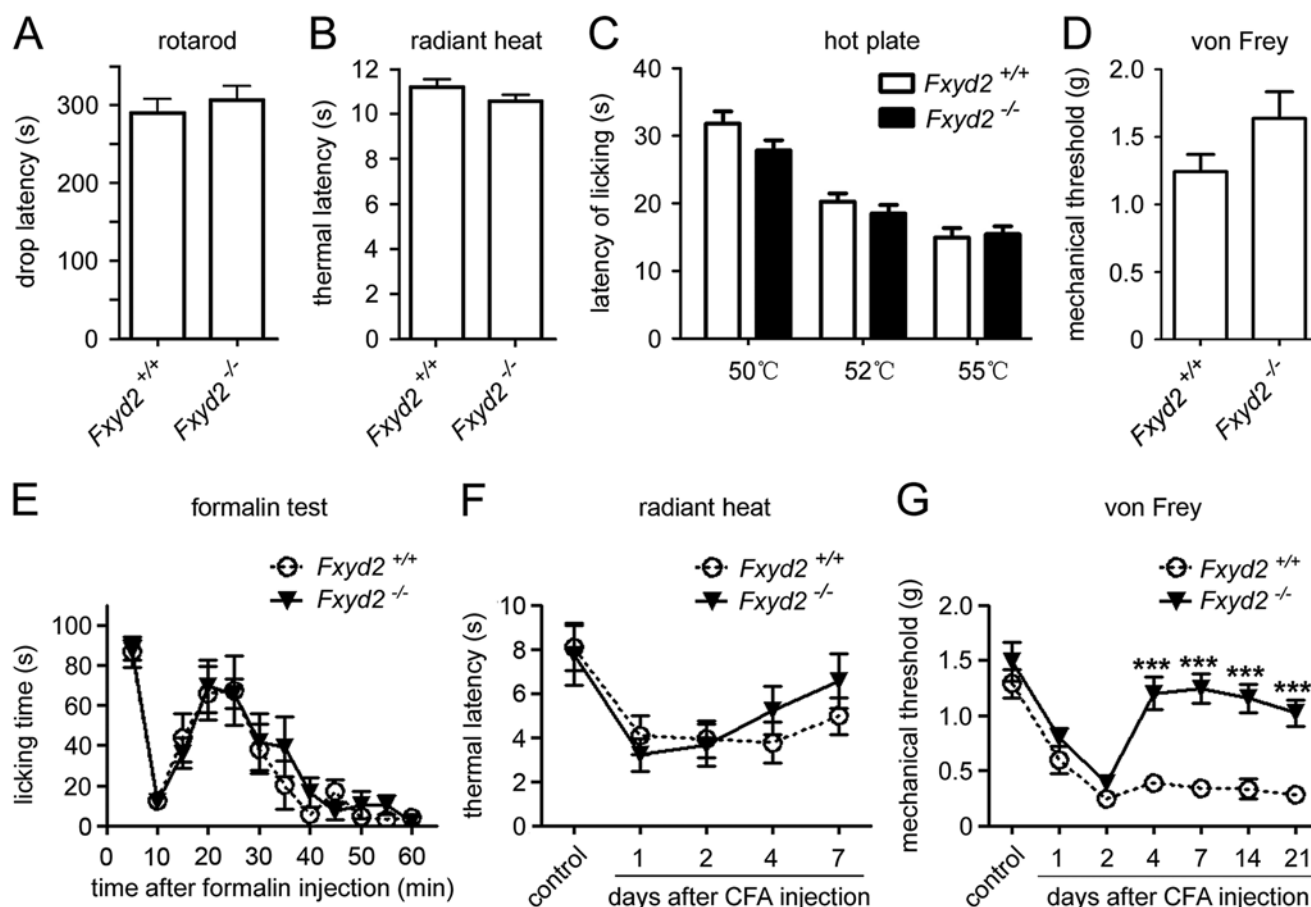 A
rotarod
drop latency (s)
300
200
100
0
Fxyd2 +/+
Fxyd2 -/-
B
radiant heat
thermal latency (s)
12
10
8
6
4
2
0
Fxyd2 +/+
Fxyd2 -/-
C
hot plate
Fxyd2 +/+
Fxyd2 -/-
latency of licking (s)
40
30
20
10
0
50℃ 52℃ 55℃
D
von Frey
mechanical threshold (g)
2.0
1.5
1.0
0.5
0
Fxyd2 +/+
Fxyd2 -/-
E
formalin test
Fxyd2 +/+
Fxyd2 -/-
licking time (s)
100
80
60
40
20
0
0 10 20 30 40 50 60
time after formalin injection (min)
F
radiant heat
Fxyd2 +/+
Fxyd2 -/-
thermal latency (s)
10
8
6
4
2
0
control 1 2 4 7
days after CFA injection
G
von Frey
Fxyd2 +/+
Fxyd2 -/-
mechanical threshold (g)
2.0
1.5
1.0
0.5
0
*** *** *** ***
control 1 2 4 7 14 21
days after CFA injection